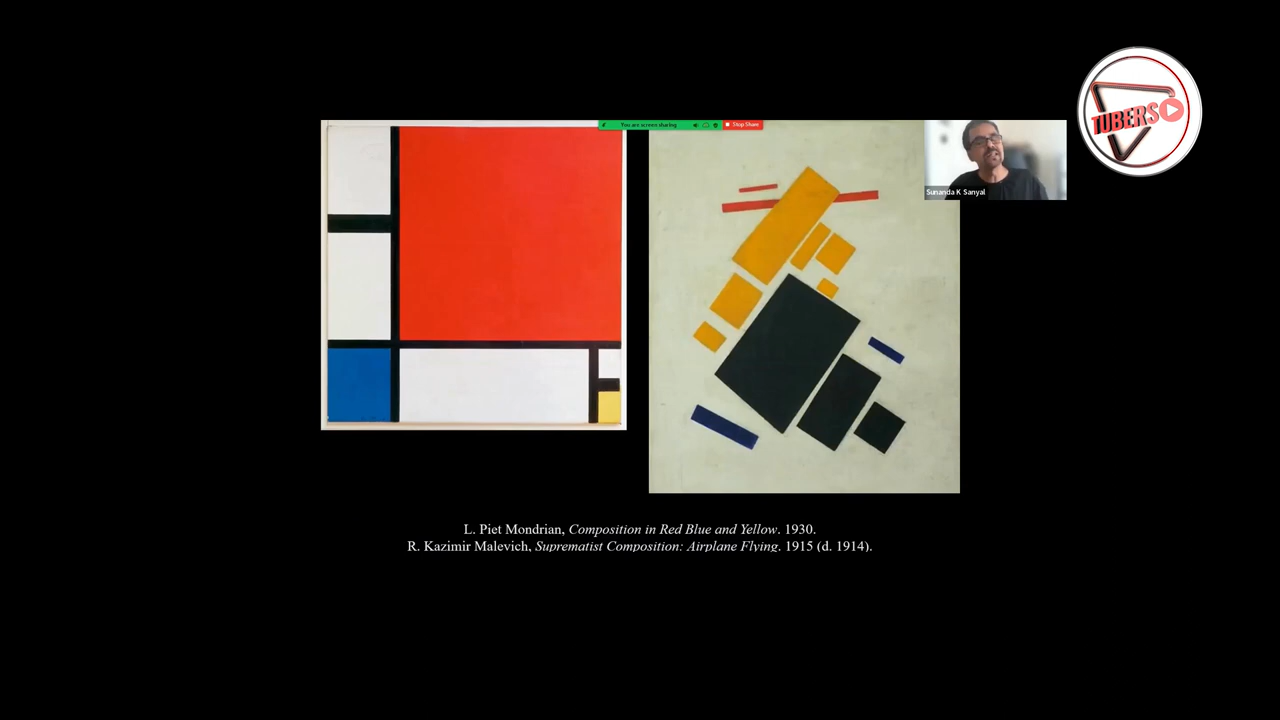 TUBERS
You are screen sharing
Stop Share
Sunanda K Sanyal
L. Piet Mondrian, Composition in Red Blue and Yellow. 1930.
R. Kazimir Malevich, Suprematist Composition: Airplane Flying. 1915 (d. 1914).